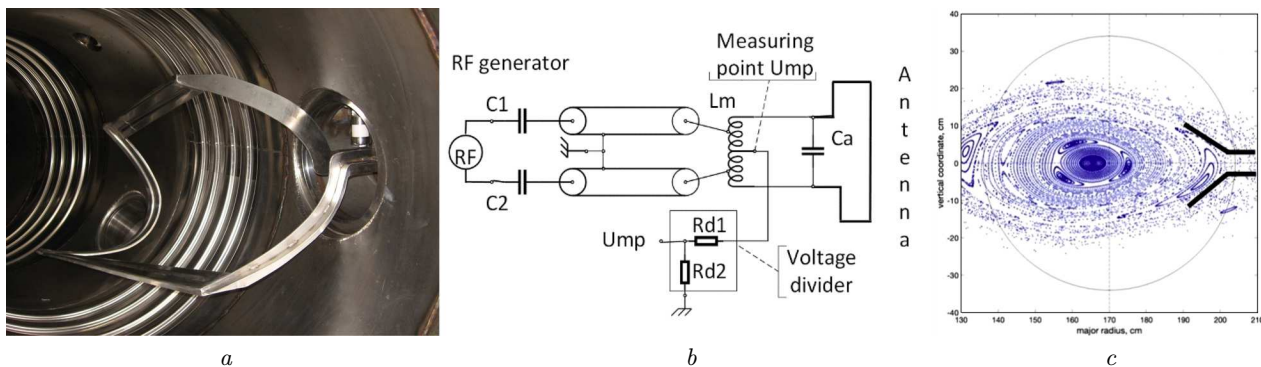 RF generator
C1
RF
C2
Measuring
point Ump
Lm
Ca
A
n
t
e
n
n
a
Ump
Rd1
Rd2
Voltage
divider
40
30
20
10
0
-10
-20
-30
-40
vertical coordinate, cm
130
140
150
160
170
180
190
200
210
major radius, cm
a
b
c